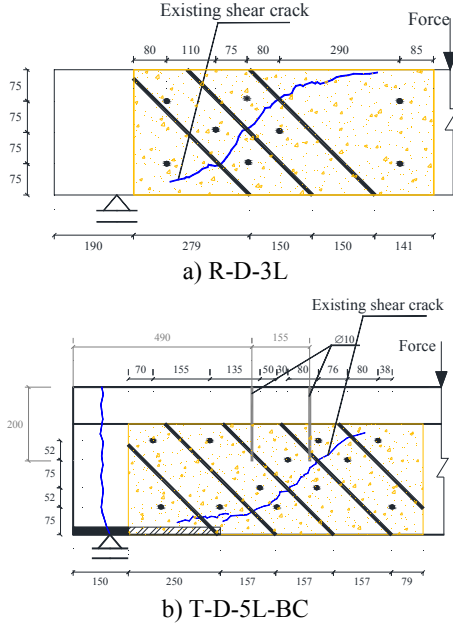 Existing shear crack
Force
80 110 75 80 290 85
75
75
75
75
190 279 150 150 141
a) R-D-3L
Existing shear crack
490 155 Ø10
Force
70 155 135 50 30 80 76 80 38
200
52
75
52
75
150 250 157 157 157 79
b) T-D-5L-BC